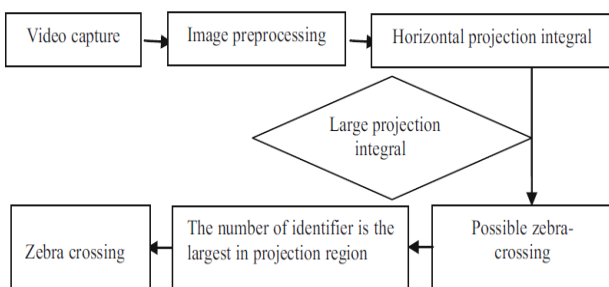 Video capture
Image preprocessing
Horizontal projection integral
Large projection
integral
Possible zebra-
crossing
The number of identifier is the
largest in projection region
Zebra crossing